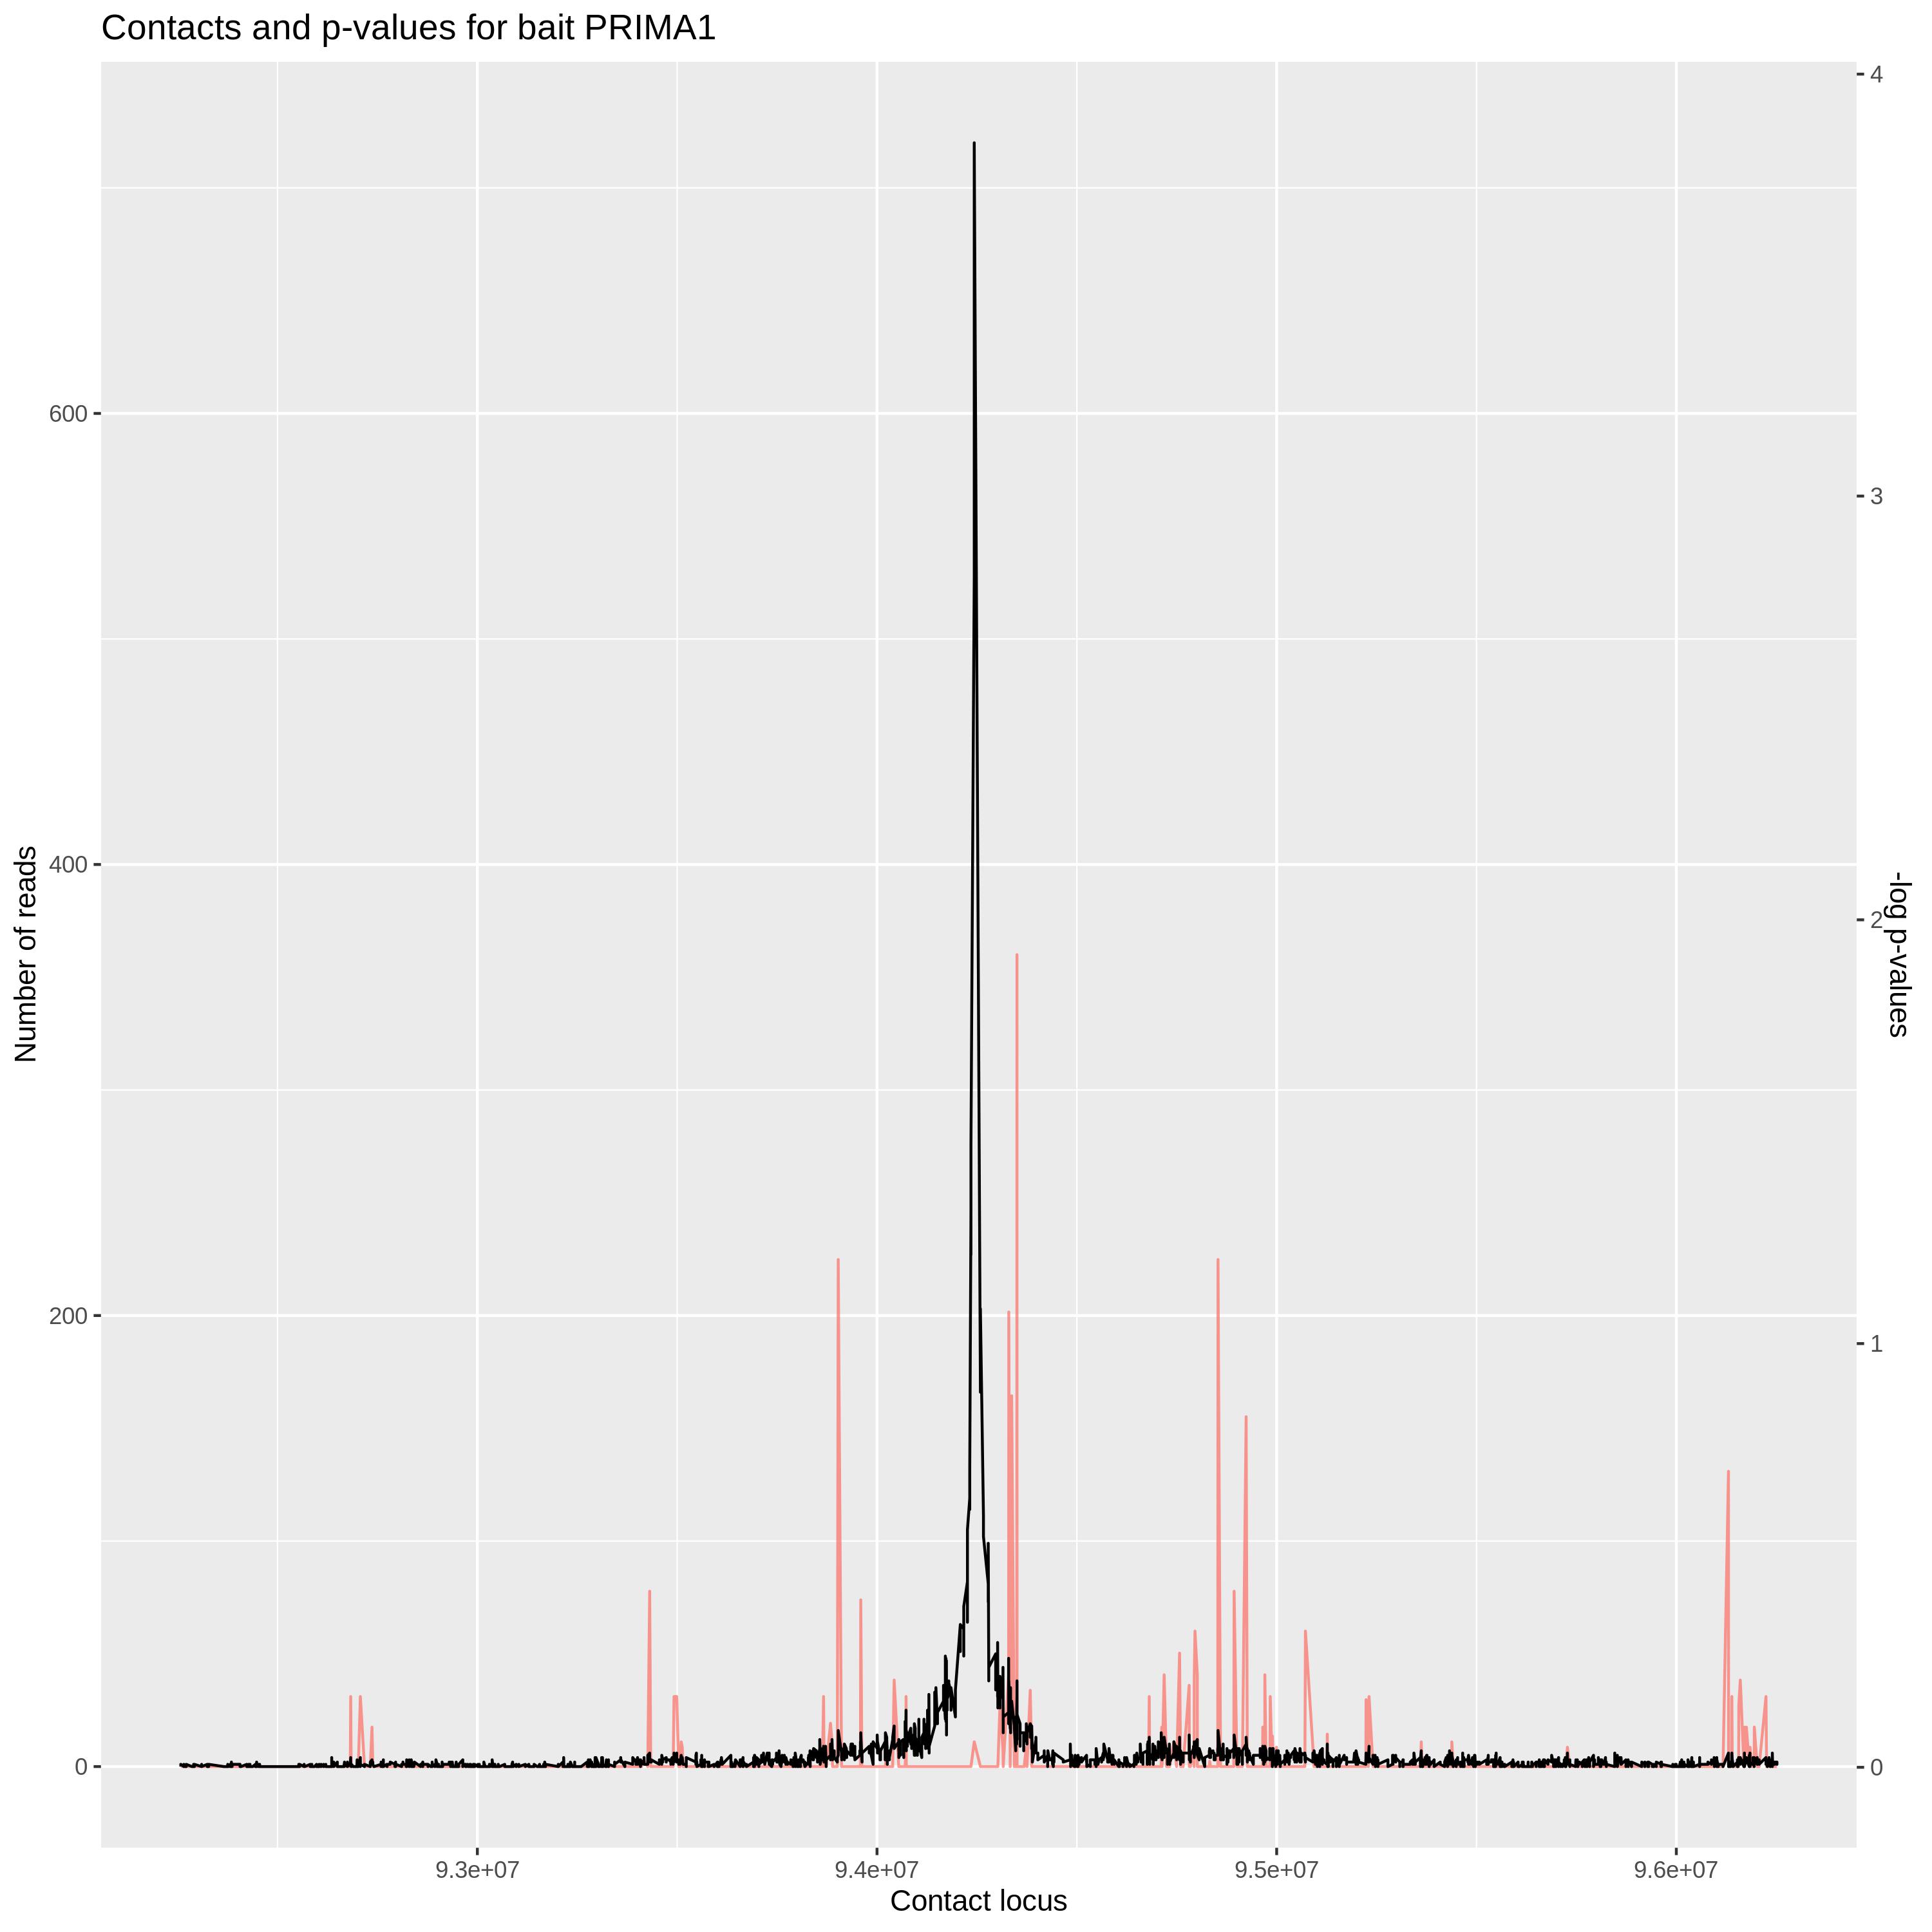 Contacts and p-values for bait PRIMA1
4
600
3
400
2
Number of reads
-log p-values
200
1
0
0
9.3e+07
9.4e+07
9.5e+07
9.6e+07
Contact locus